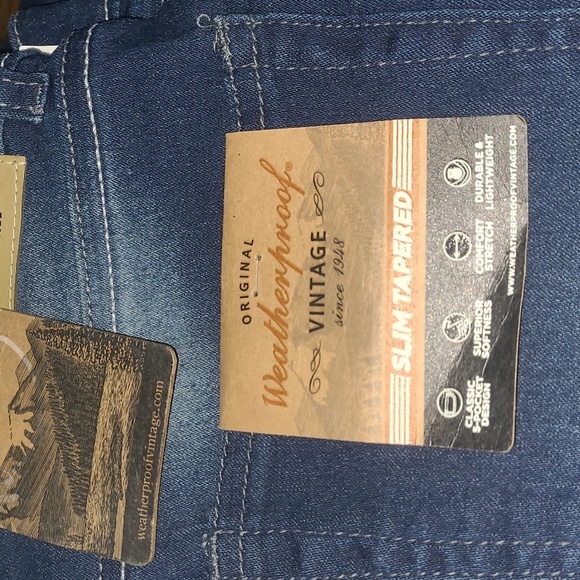 ORIGINAL
Weatherproof®
VINTAGE
since 1948
SLIM TAPERED
CLASSIC
5-POCKET
DESIGN
SUPERIOR
SOFTNESS
COMFORT
STRETCH
DURABLE &
LIGHTWEIGHT
WWW.WEATHERPROOFVINTAGE.COM
weatherproofvintage.com